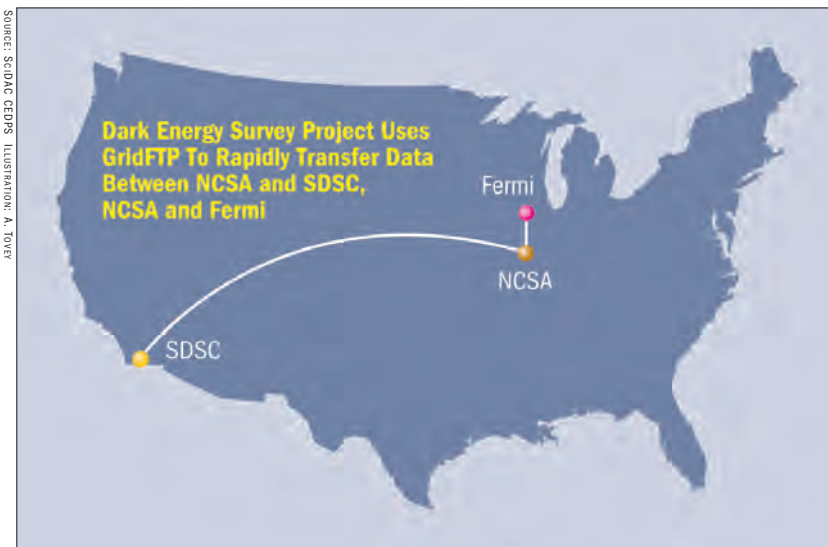 SOURCE: SCIDAC CEDPS ILLUSTRATION: A. TOVEY
Dark Energy Survey Project Uses
GridFTP To Rapidly Transfer Data
Between NCSA and SDSC,
NCSA and Fermi
Fermi
NCSA
SDSC